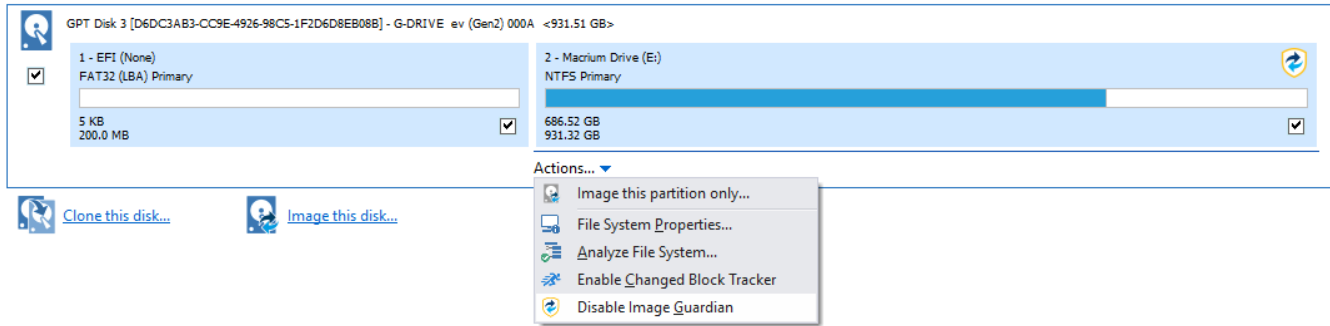 GPT Disk 3 [D6DC3AB3-CC9E-4926-98C5-1F2D6D8EB08B] - G-DRIVE  ev (Gen2) 000A  <931.51 GB>
1 - EFI (None)
FAT32 (LBA) Primary
5 KB
200.0 MB
2 - Macrium Drive (E:)
NTFS Primary
686.52 GB
931.32 GB
Actions...
Clone this disk...
Image this disk...
Image this partition only...
File System Properties...
Analyze File System...
Enable Changed Block Tracker
Disable Image Guardian